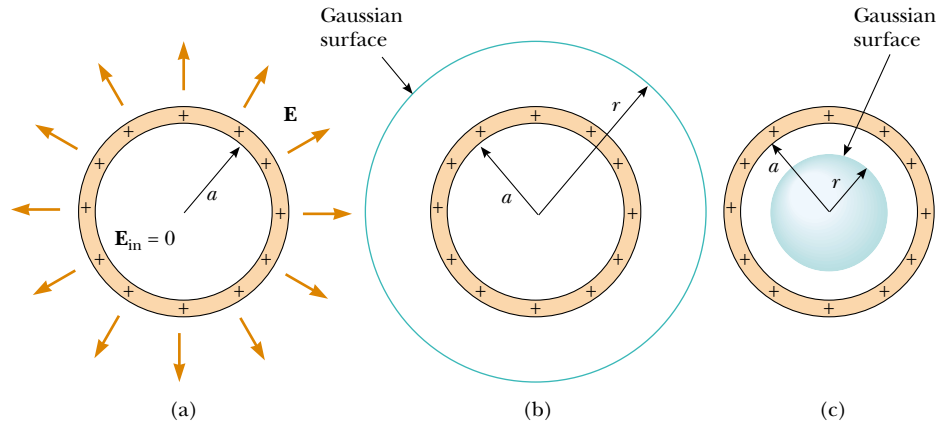 Gaussian
surface
Gaussian
surface
E
a
E_in = 0
a
r
a
r
(a)
(b)
(c)
+ + + + + + + + + + + +
+ + + + + + + + + + + +
+ + + + + + + + + + + +